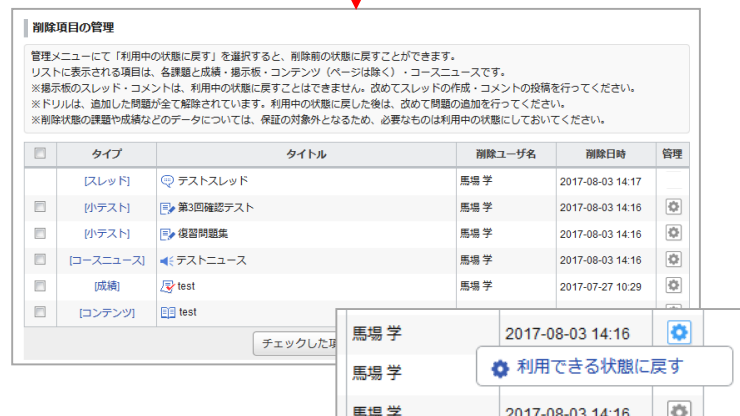 削除項目の管理
管理メニューにて「利用中の状態に戻す」を選択すると、削除前の状態に戻すことができます。
リストに表示される項目は、各課題と成績・掲示板・コンテンツ（ページは除く）・コースニュースです。
※掲示板のスレッド・コメントは、利用中の状態に戻すことはできません。改めてスレッドの作成・コメントの投稿を行ってください。
※ドリルは、追加した問題が全て解除されています。利用中の状態に戻した後は、改めて問題の追加を行ってください。
※削除状態の課題や成績などのデータについては、保証の対象外となるため、必要なものは利用中の状態にしておいてください。
タイプ タイトル 削除ユーザ名 削除日時 管理
[スレッド] テストスレッド 馬場 学 2017-08-03 14:17
[小テスト] 第3回確認テスト 馬場 学 2017-08-03 14:16
[小テスト] 復習問題集 馬場 学 2017-08-03 14:16
[コースニュース] テストニュース 馬場 学 2017-08-03 14:16
[成績] test 馬場 学 2017-07-27 10:29
[コンテンツ] test
チェックした項
馬場 学 2017-08-03 14:16
馬場 学 利用できる状態に戻す
馬場 学 2017-08-03 14:16